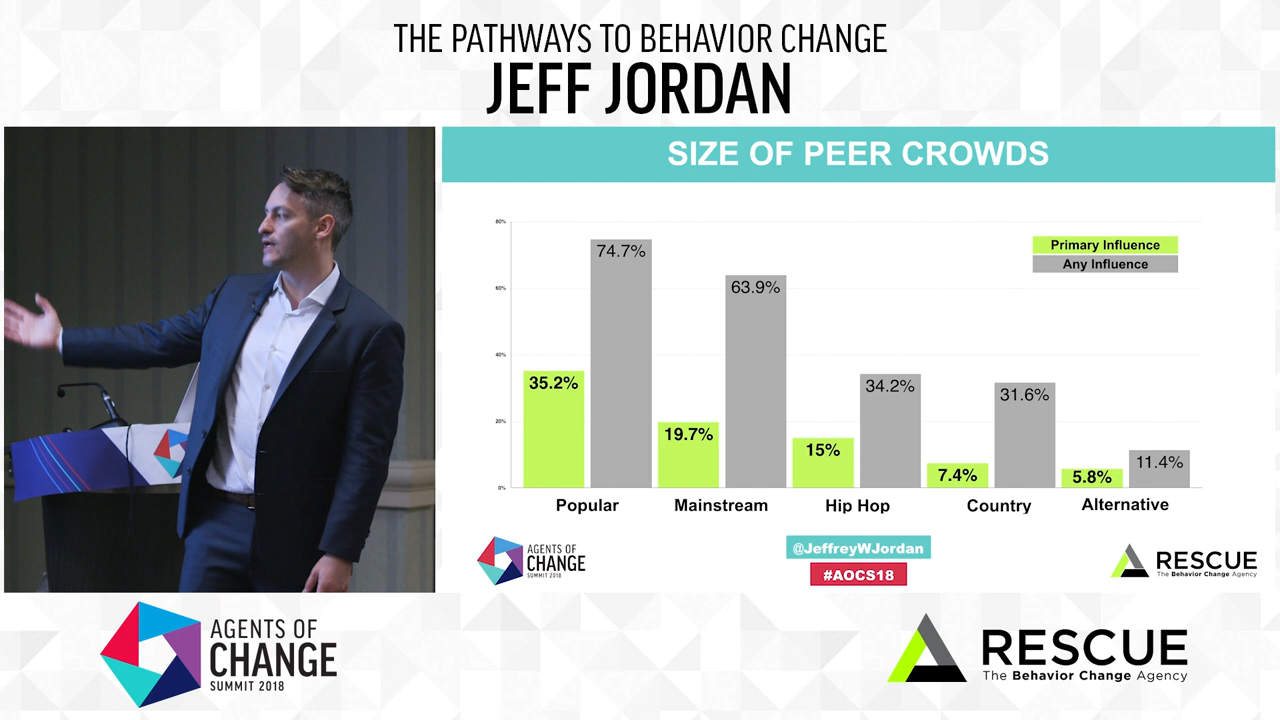 THE PATHWAYS TO BEHAVIOR CHANGE
JEFF JORDAN
SIZE OF PEER CROWDS
80%
60%
40%
20%
0%
Primary Influence
Any Influence
35.2%
74.7%
19.7%
63.9%
15%
34.2%
7.4%
31.6%
5.8%
11.4%
Popular
Mainstream
Hip Hop
Country
Alternative
AGENTS OF
CHANGE
SUMMIT 2018
@JeffreyWJordan
#AOCS18
RESCUE
The Behavior Change Agency
AGENTS OF
CHANGE
SUMMIT 2018
RESCUE
The Behavior Change Agency